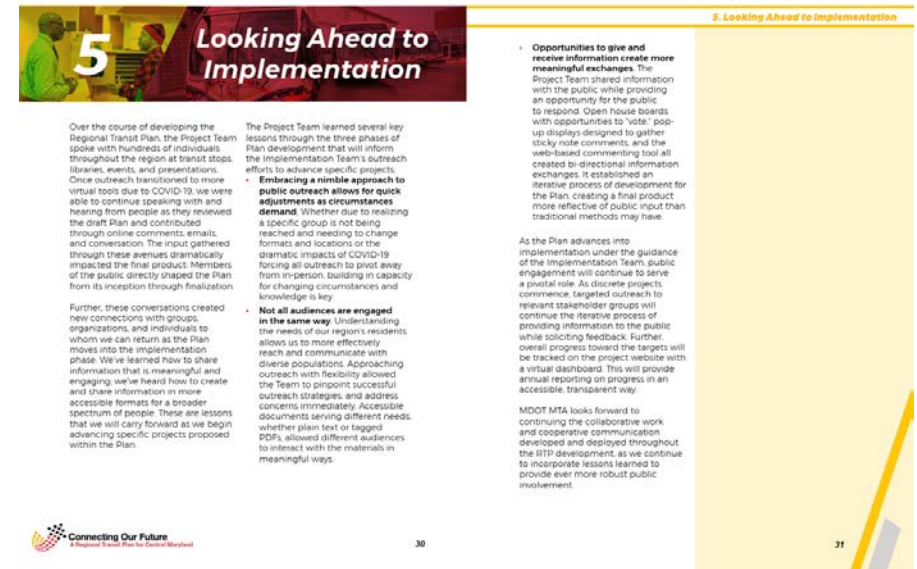 5
Looking Ahead to
Implementation
Over the course of developing the
Regional Transit Plan, the Project Team
spoke with hundreds of individuals
throughout the region at transit stops,
libraries, events, and presentations.
Once outreach transitioned to more
virtual tools due to COVID-19, we were
able to continue speaking with and
hearing from people as they reviewed
the draft Plan and contributed
through online comments, emails,
and conversation. The input gathered
through these avenues dramatically
impacted the final product. Members
of the public directly shaped the Plan
from its inception through finalization.
Further, these conversations created
new connections with groups,
organizations, and individuals to
whom we can return as the Plan
moves into the implementation
phase. We've learned how to share
information that is meaningful and
engaging; we've heard how to create
and share information in more
accessible formats for a broader
spectrum of people. These are lessons
that we will carry forward as we begin
advancing specific projects proposed
within the Plan.
The Project Team learned several key
lessons through the three phases of
Plan development that will inform
the Implementation Team's outreach
efforts to advance specific projects.
• Embracing a nimble approach to
public outreach allows for quick
adjustments as circumstances
demand. Whether due to realizing
a specific group is not being
reached and needing to change
formats and locations or the
dramatic impacts of COVID-19
forcing all outreach to pivot away
from in-person, building in capacity
for changing circumstances and
knowledge is key.
• Not all audiences are engaged
in the same way. Understanding
the needs of our region's residents
allows us to more effectively
reach and communicate with
diverse populations. Approaching
outreach with flexibility allowed
the Team to pinpoint successful
outreach strategies, and address
concerns immediately. Accessible
documents serving different needs,
whether plain text or tagged
PDFs, allowed different audiences
to interact with the materials in
meaningful ways.
Connecting Our Future
A Regional Transit Plan for Central Maryland
30
5. Looking Ahead to Implementation
• Opportunities to give and
receive information create more
meaningful exchanges. The
Project Team shared information
with the public while providing
an opportunity for the public
to respond. Open house boards
with opportunities to "vote," pop-
up displays designed to gather
sticky note comments, and the
web-based commenting tool all
created bi-directional information
exchanges. It established an
iterative process of development for
the Plan, creating a final product
more reflective of public input than
traditional methods may have.
As the Plan advances into
implementation under the guidance
of the Implementation Team, public
engagement will continue to serve
a pivotal role. As discrete projects
commence, targeted outreach to
relevant stakeholder groups will
continue the iterative process of
providing information to the public
while soliciting feedback. Further,
overall progress toward the targets will
be tracked on the project website with
a virtual dashboard. This will provide
annual reporting on progress in an
accessible, transparent way.
MDOT MTA looks forward to
continuing the collaborative work
and cooperative communication
developed and deployed throughout
the RTP development, as we continue
to incorporate lessons learned to
provide ever more robust public
involvement.
31